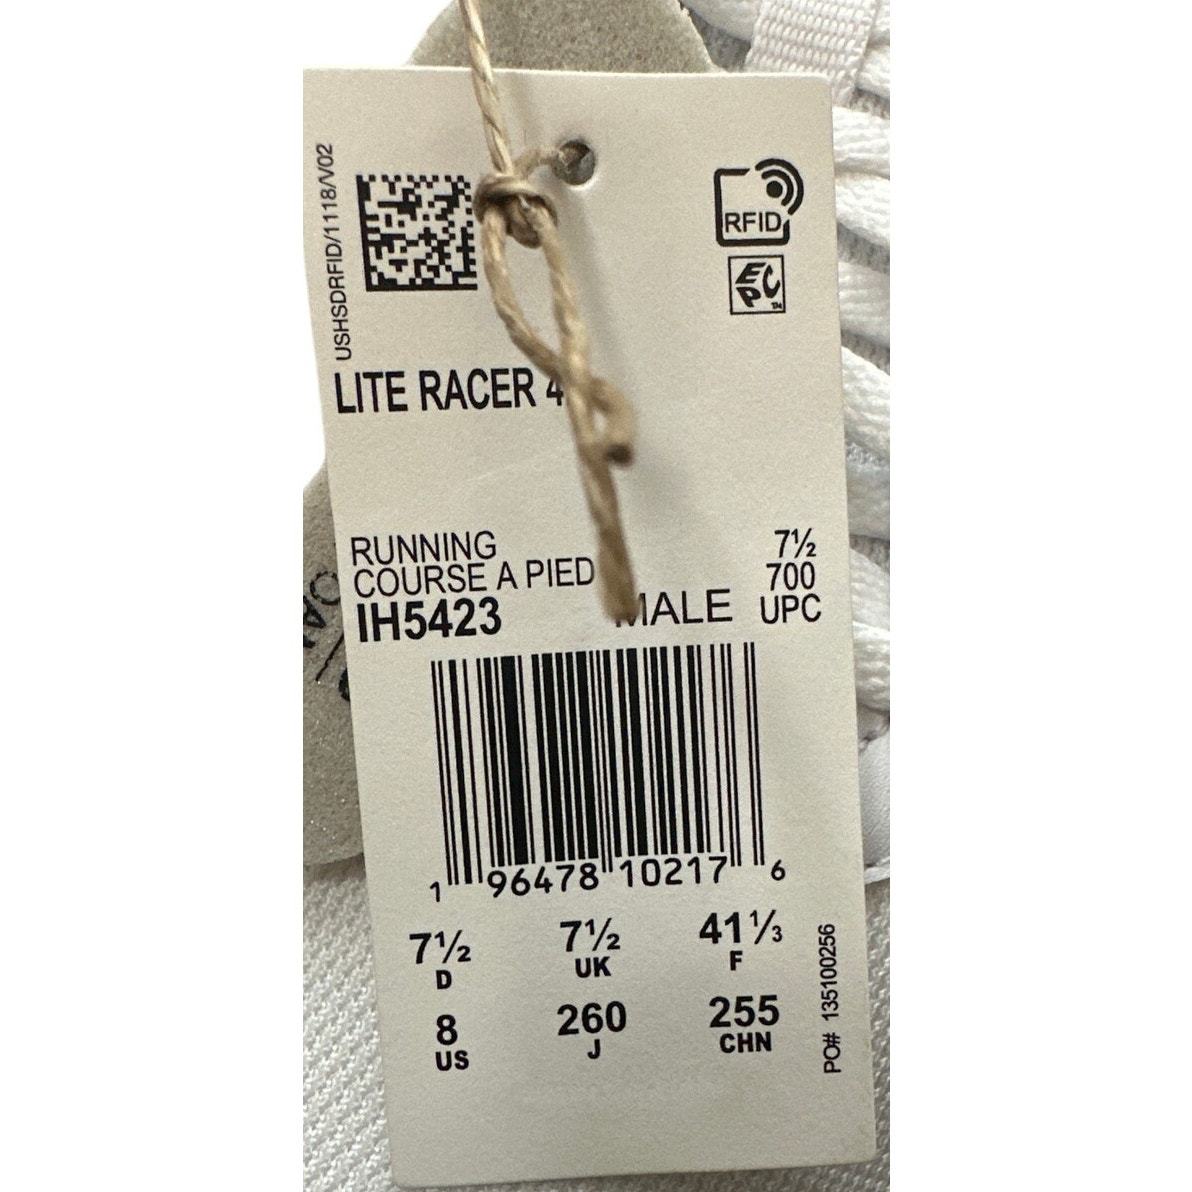 USHSDRFID/1118/V02
RFID
EPC TM
LITE RACER 4
RUNNING
COURSE A PIED
IH5423
MALE
7½
700
UPC
1 96478 10217 6
7½ D
7½ UK
41⅓ F
8 US
260 J
255 CHN
PO# 135100256